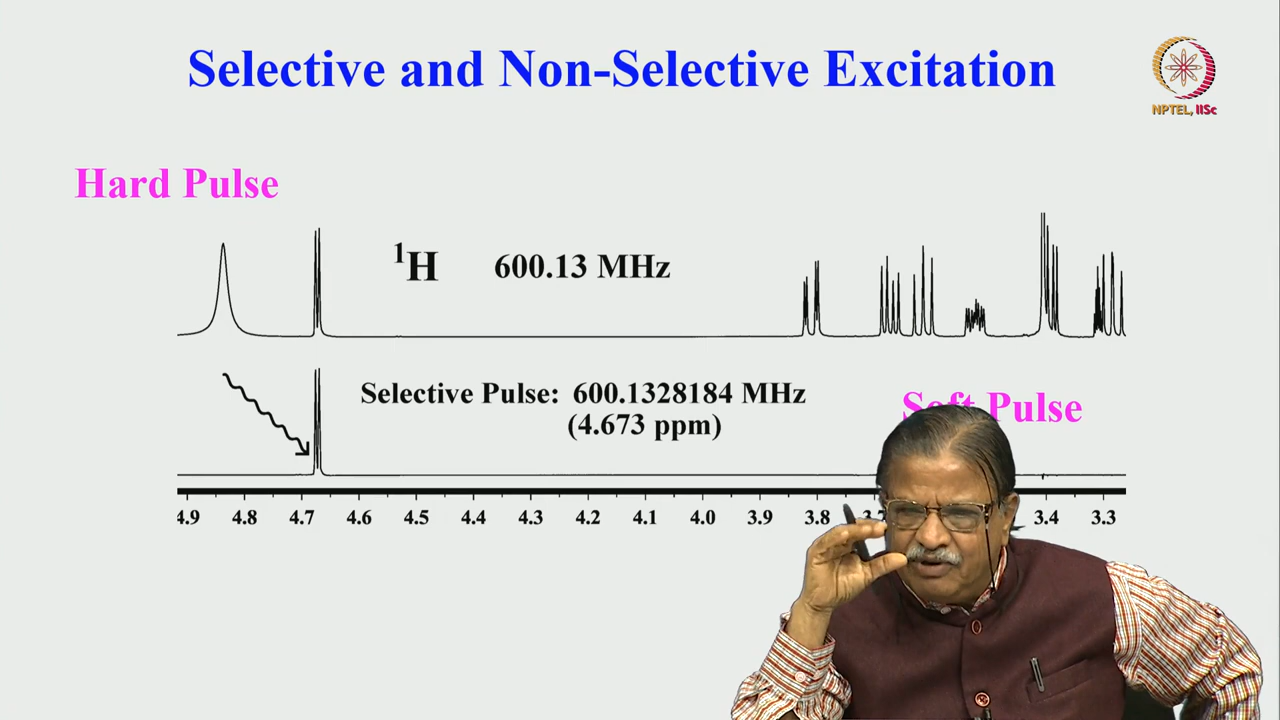 Selective and Non-Selective Excitation
NPTEL, IISc
Hard Pulse
¹H 600.13 MHz
Selective Pulse: 600.1328184 MHz
(4.673 ppm)
Soft Pulse
4.9 4.8 4.7 4.6 4.5 4.4 4.3 4.2 4.1 4.0 3.9 3.8 3.4 3.3